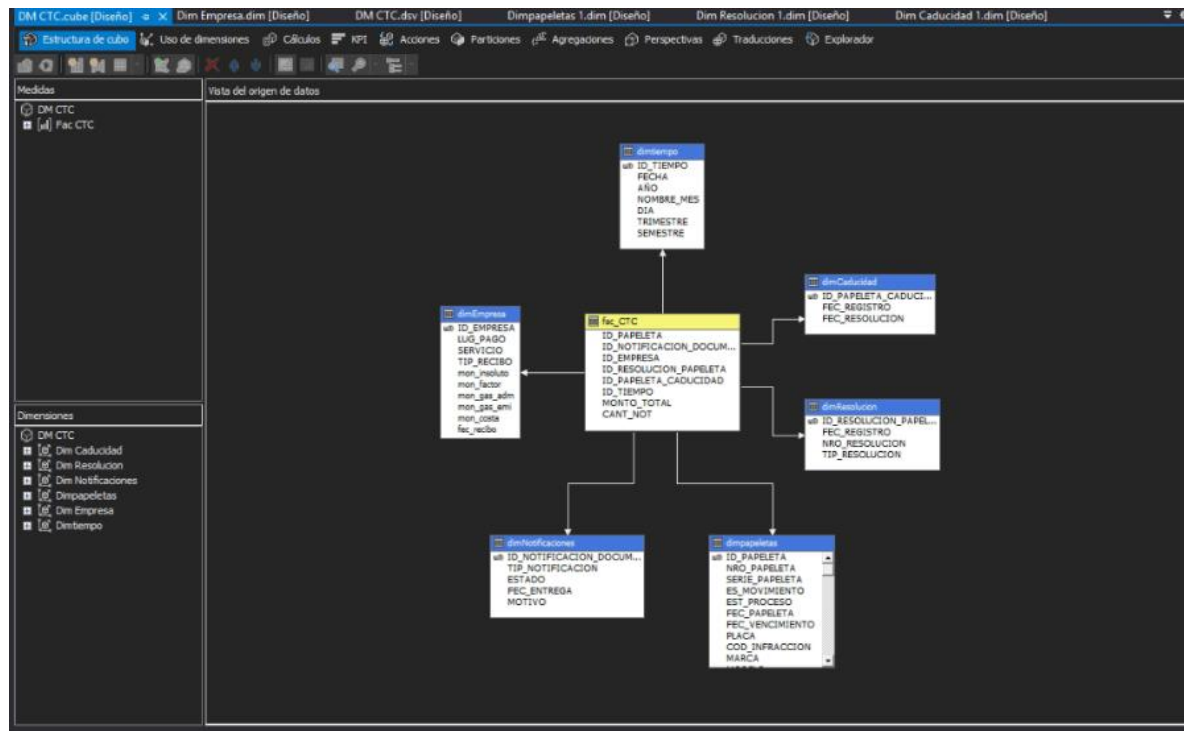 DM CTC.cube [Diseño]
Dim Empresa.dim [Diseño]
DM CTC.dsv [Diseño]
Dimpapeletas 1.dim [Diseño]
Dim Resolucion 1.dim [Diseño]
Dim Caducidad 1.dim [Diseño]
Estructura de cubo
Uso de dimensiones
Cálculos
KPI
Acciones
Particiones
Agregaciones
Perspectivas
Traducciones
Explorador
Medidas
DM CTC
Fac CTC
Vista del origen de datos
dimtiempo
ID_TIEMPO
FECHA
AÑO
NOMBRE_MES
DIA
TRIMESTRE
SEMESTRE
dimCaducidad
ID_PAPELETA_CADUCI...
FEC_REGISTRO
FEC_RESOLUCION
dimEmpresa
ID_EMPRESA
LUG_PAGO
SERVICIO
TIP_RECIBO
mon_insoluto
mon_factor
mon_gas_adm
mon_gas_emi
mon_costa
fec_recibo
fac_CTC
ID_PAPELETA
ID_NOTIFICACION_DOCUM...
ID_EMPRESA
ID_RESOLUCION_PAPELETA
ID_PAPELETA_CADUCIDAD
ID_TIEMPO
MONTO_TOTAL
CANT_NOT
dimResolucion
ID_RESOLUCION_PAPEL...
FEC_REGISTRO
NRO_RESOLUCION
TIP_RESOLUCION
Dimensiones
DM CTC
Dim Caducidad
Dim Resolucion
Dim Notificaciones
Dimpapeletas
Dim Empresa
Dimtiempo
dimNotificaciones
ID_NOTIFICACION_DOCUM...
TIP_NOTIFICACION
ESTADO
FEC_ENTREGA
MOTIVO
dimpapeletas
ID_PAPELETA
NRO_PAPELETA
SERIE_PAPELETA
ES_MOVIMIENTO
EST_PROCESO
FEC_PAPELETA
FEC_VENCIMIENTO
PLACA
COD_INFRACCION
MARCA